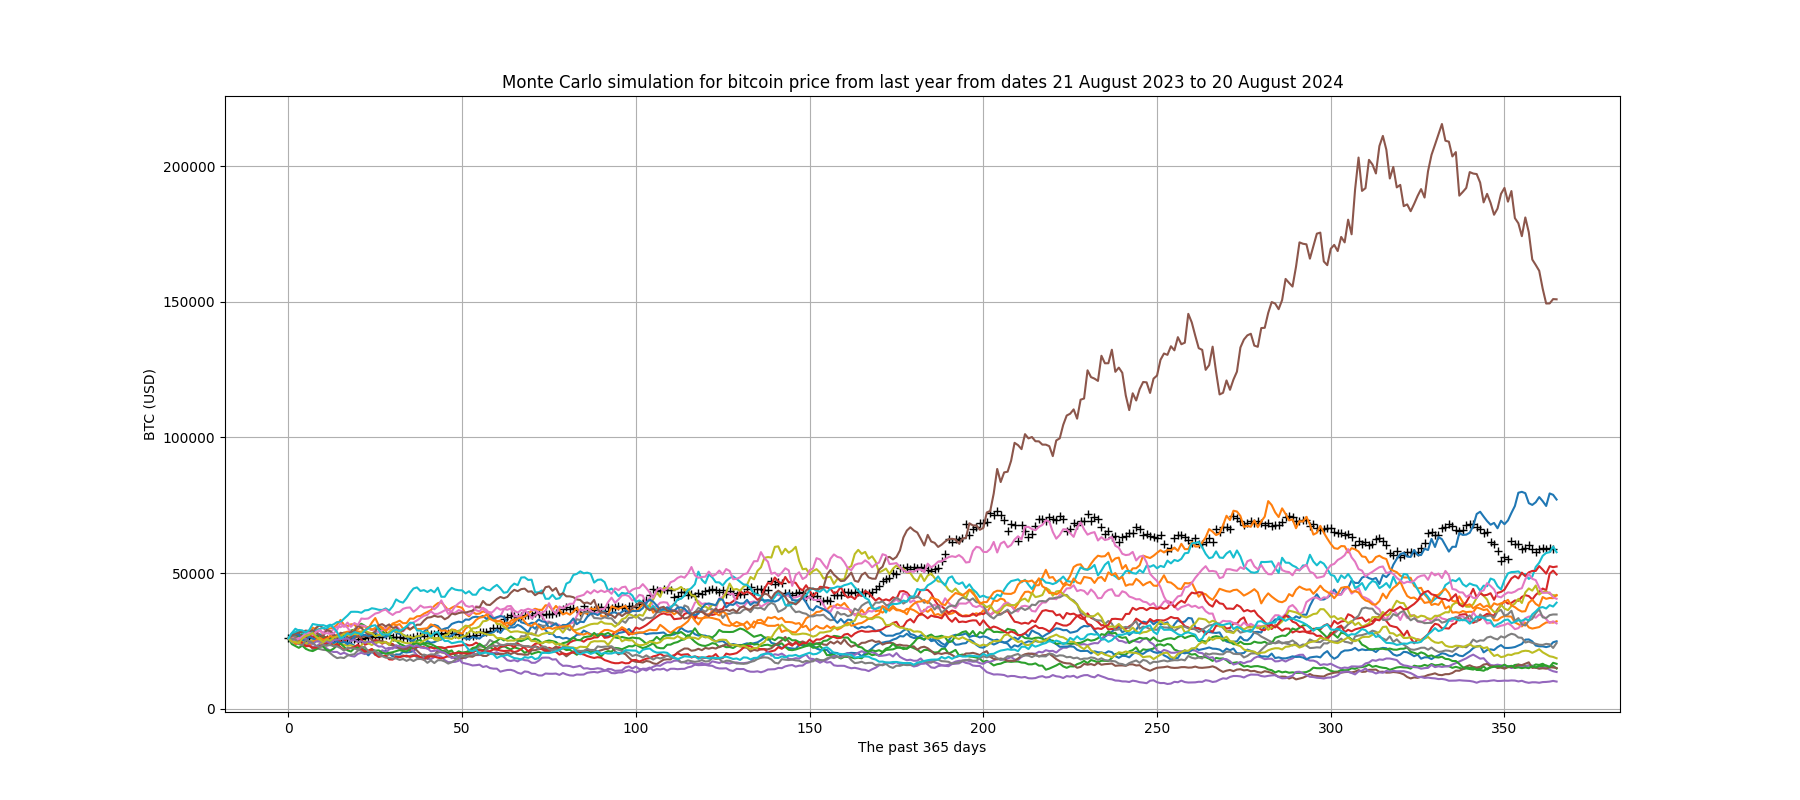 Monte Carlo simulation for bitcoin price from last year from dates 21 August 2023 to 20 August 2024
BTC (USD)
200000
150000
100000
50000
0
0 50 100 150 200 250 300 350
The past 365 days